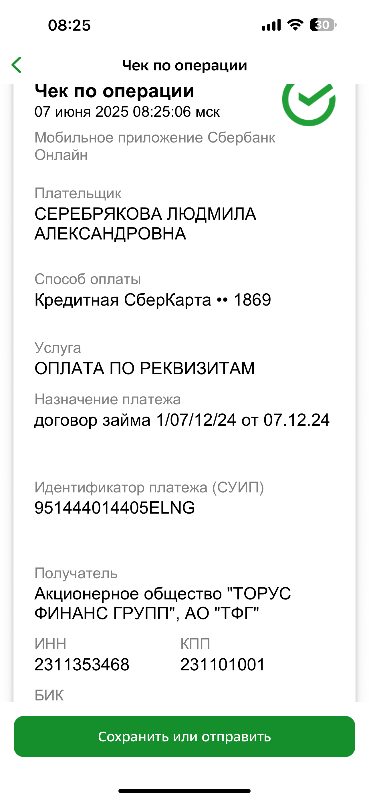 08:25
30
Чек по операции
Чек по операции
07 июня 2025 08:25:06 мск
Мобильное приложение Сбербанк
Онлайн
Плательщик
СЕРЕБРЯКОВА ЛЮДМИЛА
АЛЕКСАНДРОВНА
Способ оплаты
Кредитная СберКарта •• 1869
Услуга
ОПЛАТА ПО РЕКВИЗИТАМ
Назначение платежа
договор займа 1/07/12/24 от 07.12.24
Идентификатор платежа (СУИП)
951444014405ELNG
Получатель
Акционерное общество "ТОРУС
ФИНАНС ГРУПП", АО "ТФГ"
ИНН КПП
2311353468 231101001
БИК
Сохранить или отправить